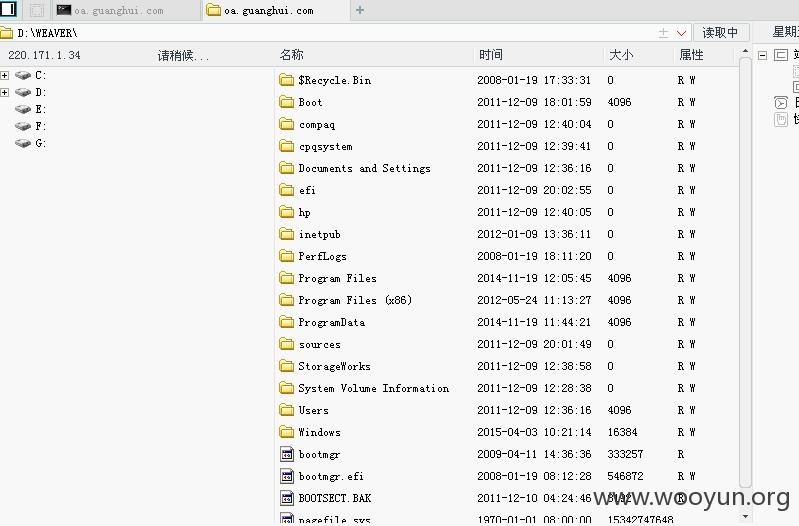 oa.guanghui.com oa.guanghui.com +
D:\WEAVER\ 读取中 星期
220.171.1.34 请稍候... 名称 时间 大小 属性
C: $Recycle.Bin 2008-01-19 17:33:31 0 R W
D: Boot 2011-12-09 18:01:59 4096 R W
E: compaq 2011-12-09 12:40:04 0 R W
F: cpqsystem 2011-12-09 12:39:41 0 R W
G: Documents and Settings 2011-12-09 12:36:16 0 R W
efi 2011-12-09 20:02:55 0 R W
hp 2011-12-09 12:40:05 0 R W
inetpub 2012-01-09 13:36:11 0 R W
PerfLogs 2008-01-19 18:11:20 0 R W
Program Files 2014-11-19 12:05:45 4096 R W
Program Files (x86) 2012-05-24 11:13:27 4096 R W
ProgramData 2014-11-19 11:44:21 4096 R W
sources 2011-12-09 20:01:49 0 R W
StorageWorks 2011-12-09 12:38:58 0 R W
System Volume Information 2011-12-09 12:28:38 0 R W
Users 2011-12-09 12:36:16 4096 R W
Windows 2015-04-03 10:21:14 16384 R W
bootmgr 2009-04-11 14:36:36 333257 R
bootmgr.efi 2008-01-19 08:12:28 546872 R W
BOOTSECT.BAK 2011-12-10 04:24:46 8192 R
pagefile.sys 1970-01-01 08:00:00 15342747648
www.wooyun.org